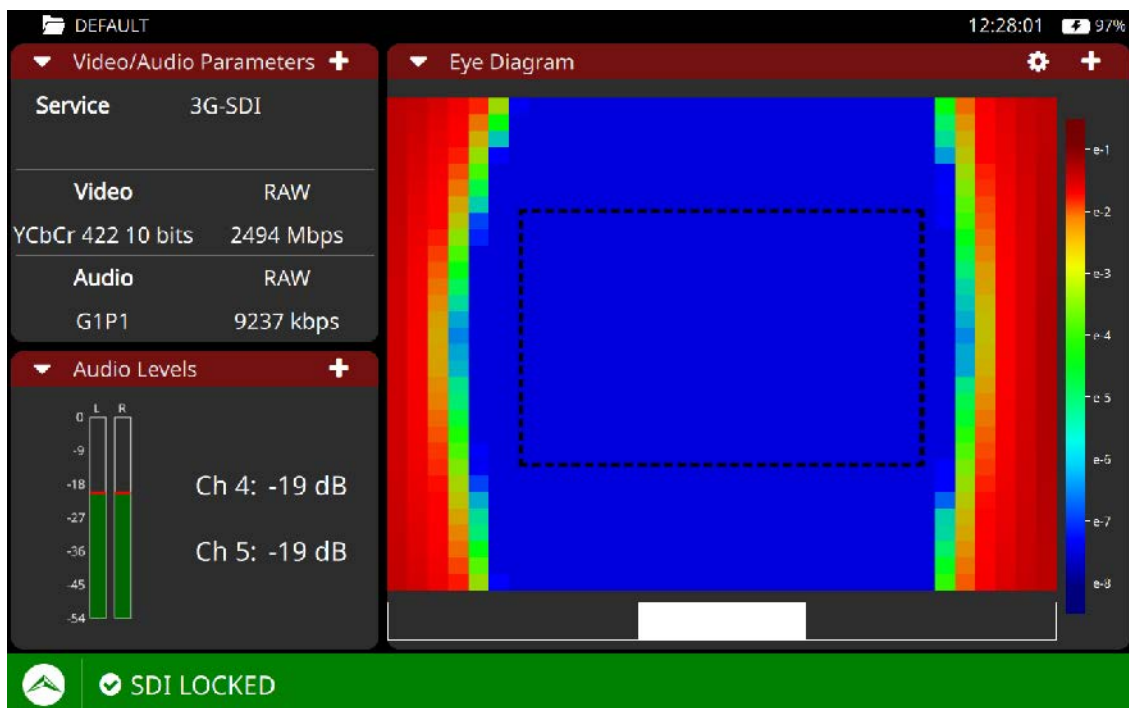 DEFAULT
12:28:01
97%
Video/Audio Parameters
Service 3G-SDI
Video RAW
YCbCr 422 10 bits 2494 Mbps
Audio RAW
G1P1 9237 kbps
Audio Levels
L R
0
-9
-18
-27
-36
-45
-54
Ch 4: -19 dB
Ch 5: -19 dB
Eye Diagram
e-1
e-2
e-3
e-4
e-5
e-6
e-7
e-8
SDI LOCKED